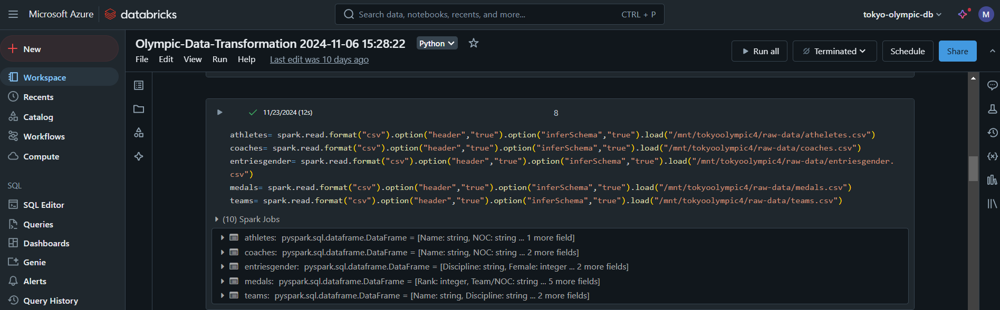 Microsoft Azure databricks
Search data, notebooks, recents, and more... CTRL + P
tokyo-olympic-db
M
New
Workspace
Recents
Catalog
Workflows
Compute
SQL
SQL Editor
Queries
Dashboards
Genie
Alerts
Query History
Olympic-Data-Transformation 2024-11-06 15:28:22 Python
File Edit View Run Help Last edit was 10 days ago
Run all Terminated Schedule Share
11/23/2024 (12s) 8
athletes= spark.read.format("csv").option("header","true").option("inferSchema","true").load("/mnt/tokyoolympic4/raw-data/atheletes.csv")
coaches= spark.read.format("csv").option("header","true").option("inferSchema","true").load("/mnt/tokyoolympic4/raw-data/coaches.csv")
entriesgender= spark.read.format("csv").option("header","true").option("inferSchema","true").load("/mnt/tokyoolympic4/raw-data/entriesgender.
csv")
medals= spark.read.format("csv").option("header","true").option("inferSchema","true").load("/mnt/tokyoolympic4/raw-data/medals.csv")
teams= spark.read.format("csv").option("header","true").option("inferSchema","true").load("/mnt/tokyoolympic4/raw-data/teams.csv")
(10) Spark Jobs
athletes: pyspark.sql.dataframe.DataFrame = [Name: string, NOC: string ... 1 more field]
coaches: pyspark.sql.dataframe.DataFrame = [Name: string, NOC: string ... 2 more fields]
entriesgender: pyspark.sql.dataframe.DataFrame = [Discipline: string, Female: integer ... 2 more fields]
medals: pyspark.sql.dataframe.DataFrame = [Rank: integer, Team/NOC: string ... 5 more fields]
teams: pyspark.sql.dataframe.DataFrame = [Name: string, Discipline: string ... 2 more fields]